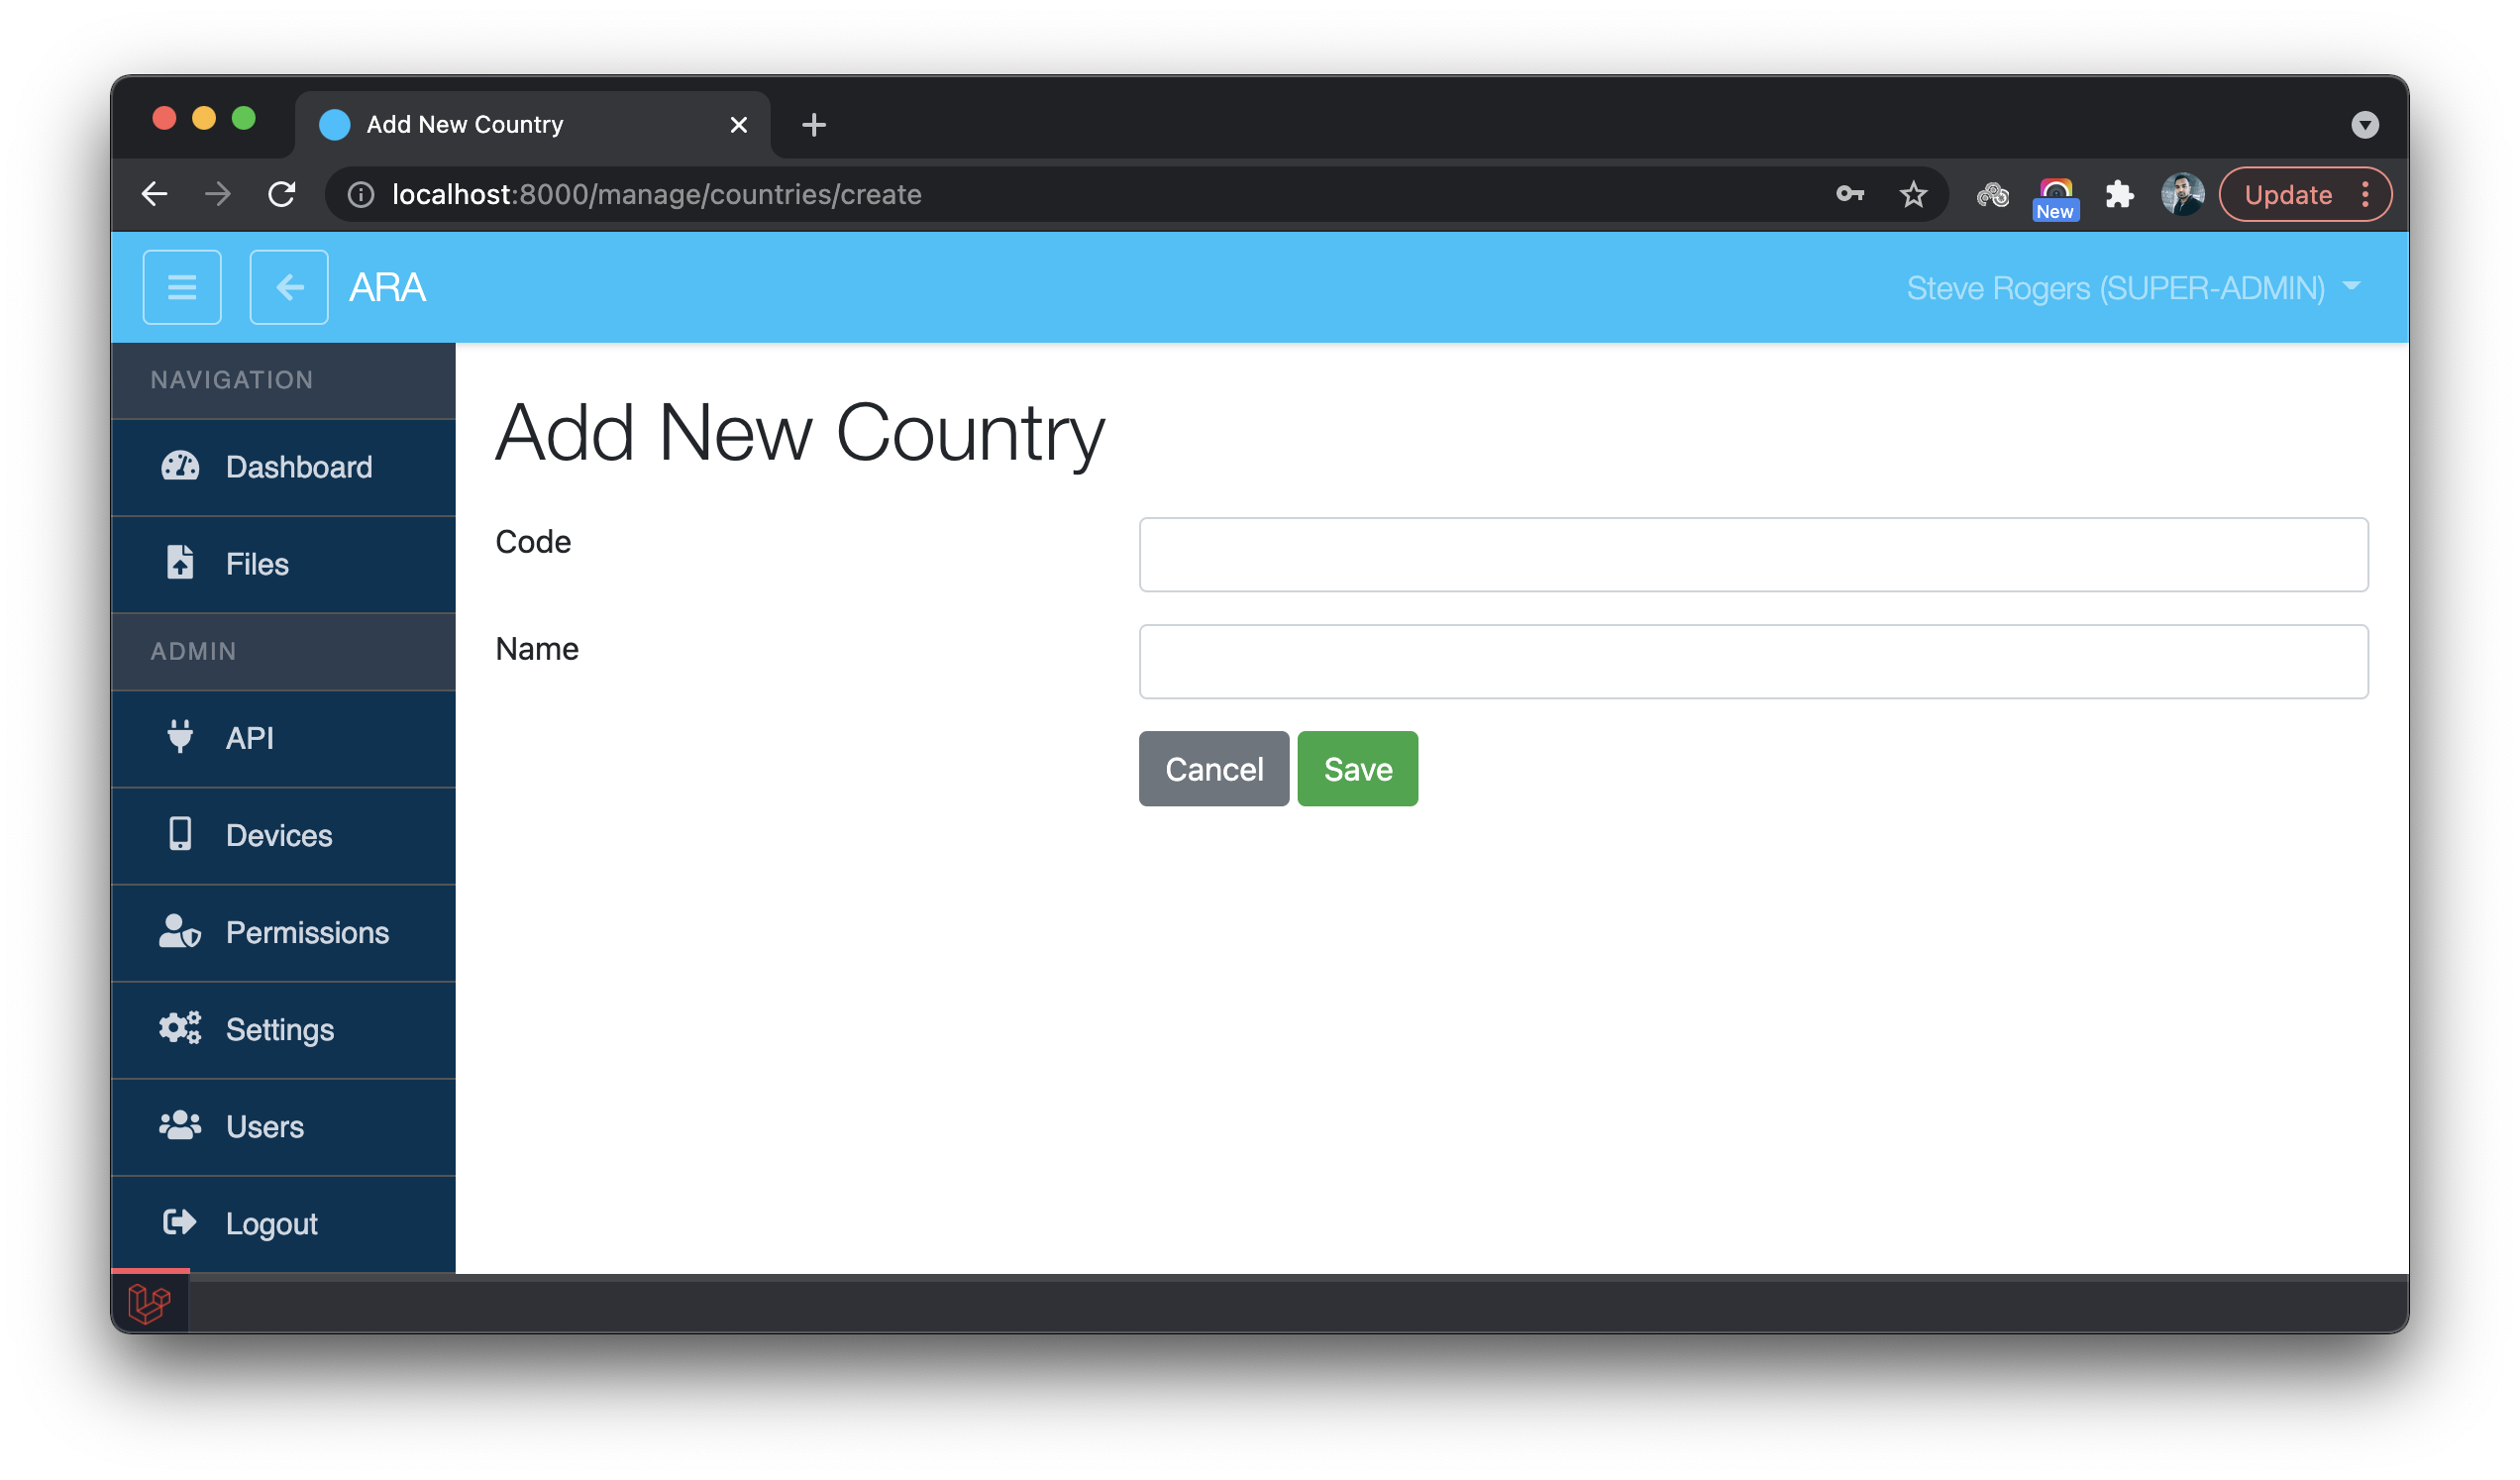 Add New Country
localhost:8000/manage/countries/create
New
Update
ARA
Steve Rogers (SUPER-ADMIN)
NAVIGATION
Dashboard
Files
ADMIN
API
Devices
Permissions
Settings
Users
Logout
Add New Country
Code
Name
Cancel Save